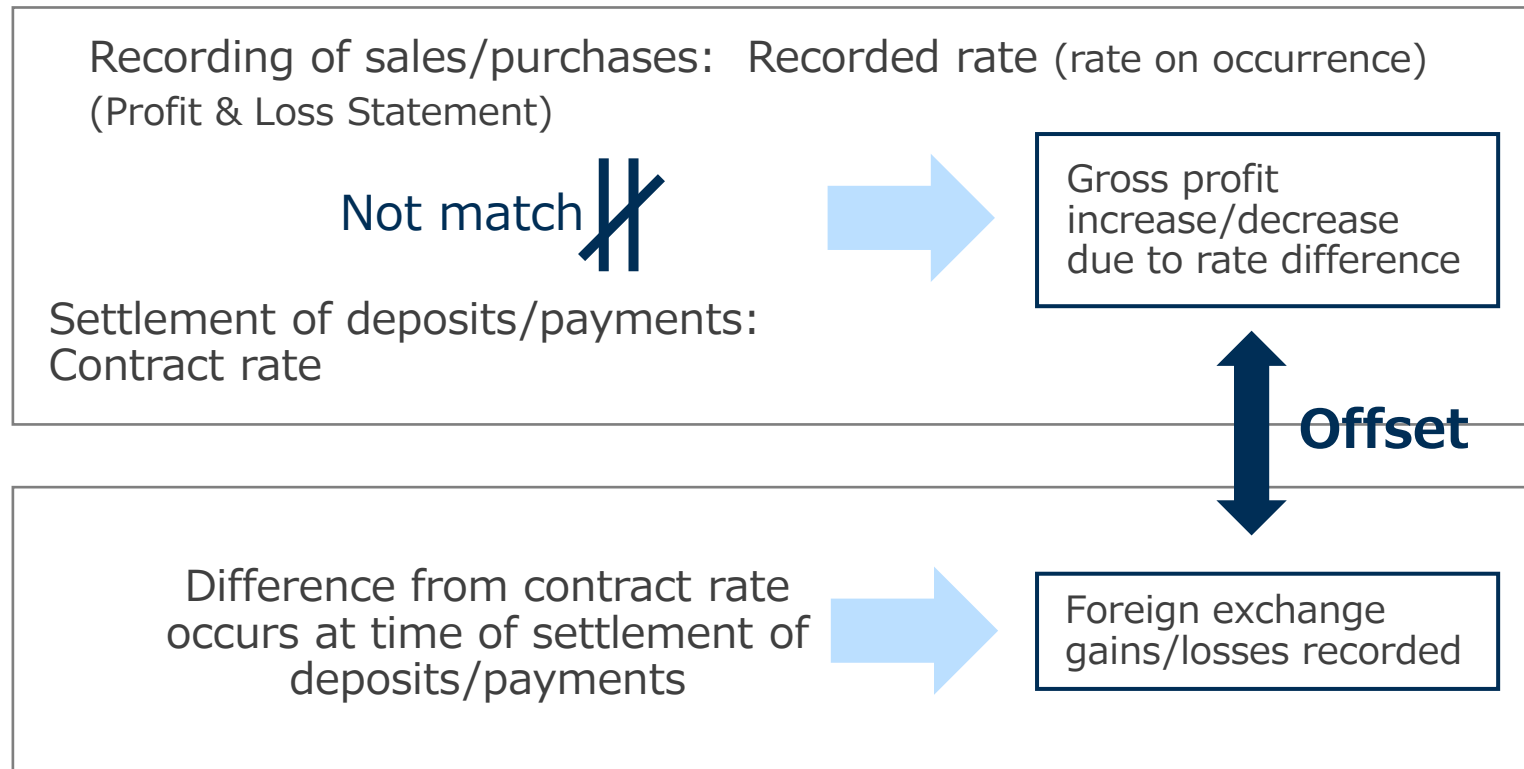 Recording of sales/purchases: Recorded rate (rate on occurrence)
(Profit & Loss Statement)
Not match
Gross profit
increase/decrease
due to rate difference
Settlement of deposits/payments:
Contract rate
Offset
Difference from contract rate
occurs at time of settlement of
deposits/payments
Foreign exchange
gains/losses recorded